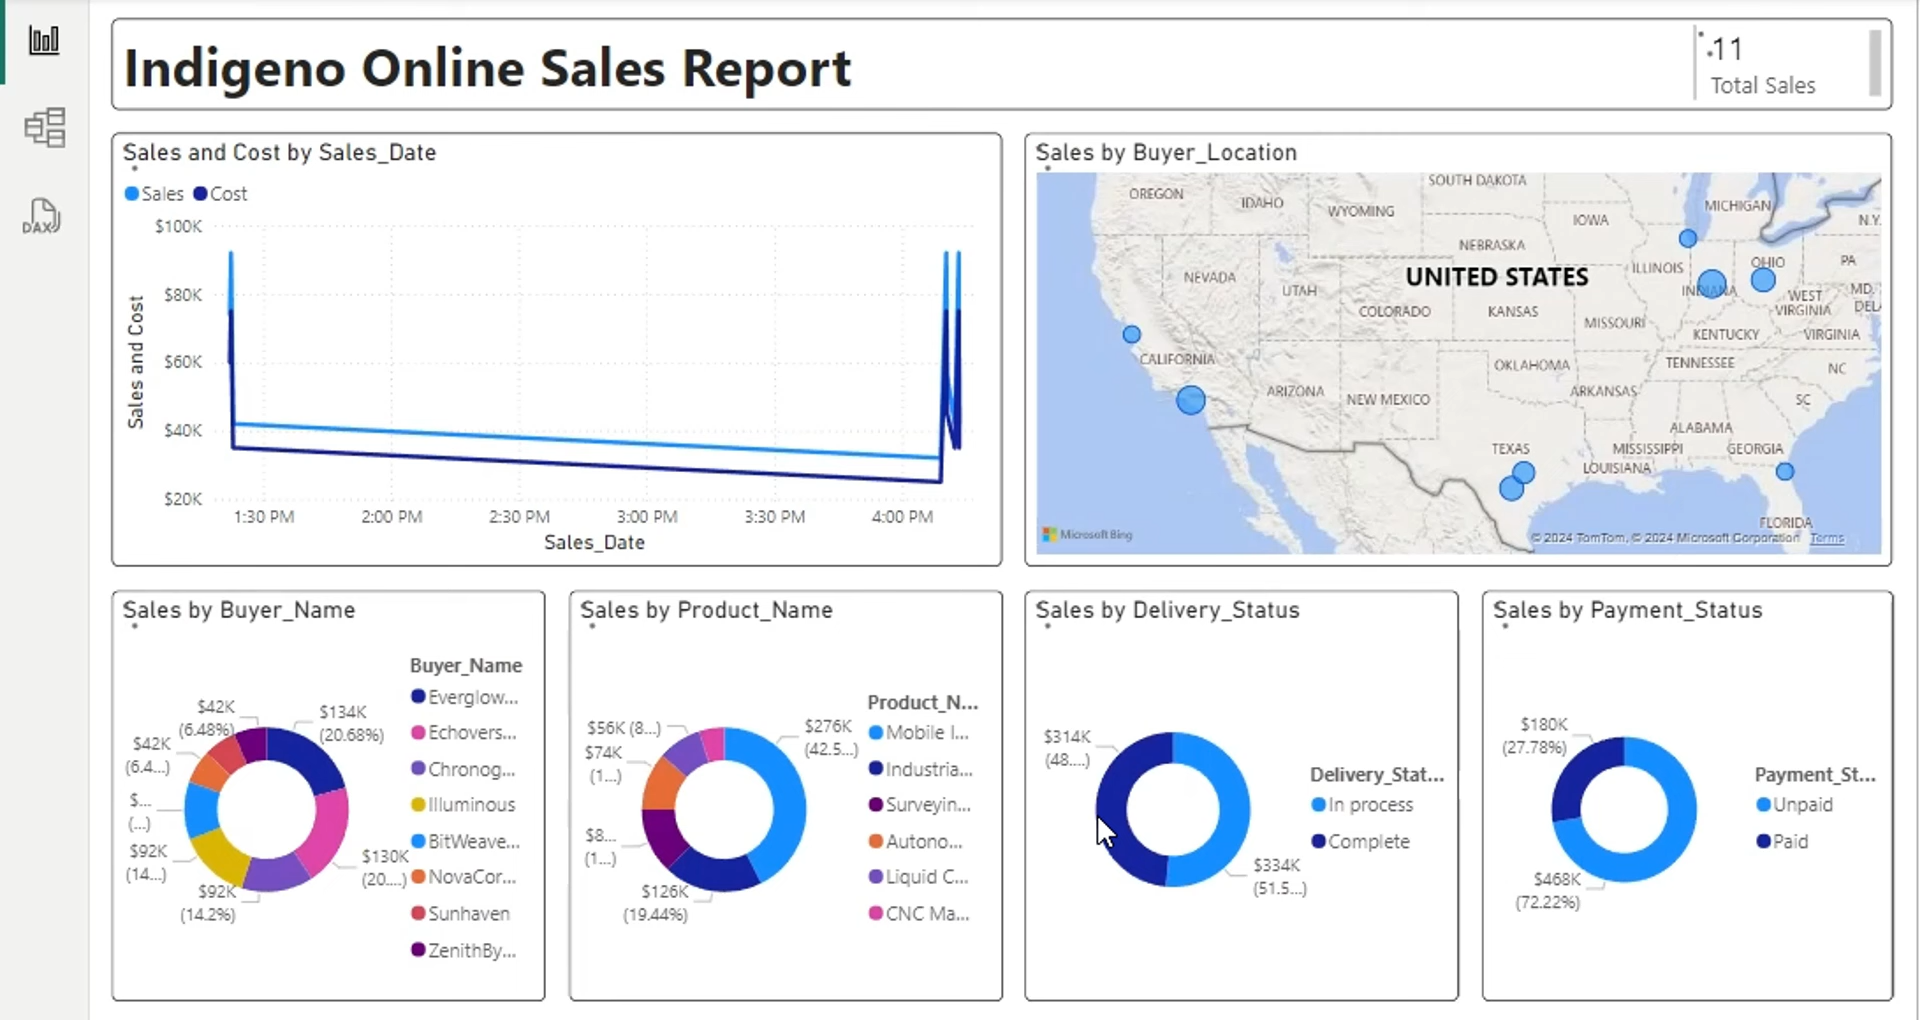 Indigeno Online Sales Report
11
Total Sales
Sales and Cost by Sales_Date
Sales Cost
$100K
$80K
$60K
$40K
$20K
Sales and Cost
1:30 PM 2:00 PM 2:30 PM 3:00 PM 3:30 PM 4:00 PM
Sales_Date
Sales by Buyer_Location
OREGON
IDAHO
WYOMING
SOUTH DAKOTA
IOWA
MICHIGAN
N.Y.
NEBRASKA
NEVADA
UTAH
UNITED STATES
ILLINOIS
INDIANA
OHIO
PA
COLORADO
KANSAS
MISSOURI
WEST
VIRGINIA
MD
DEL
KENTUCKY
VIRGINIA
CALIFORNIA
OKLAHOMA
TENNESSEE
NC
ARIZONA
NEW MEXICO
ARKANSAS
SC
ALABAMA
TEXAS
MISSISSIPPI
GEORGIA
LOUISIANA
FLORIDA
Microsoft Bing
© 2024 TomTom, © 2024 Microsoft Corporation Terms
Sales by Buyer_Name
$134K
(20.68%)
$130K
(20....)
$92K
(14.2%)
$92K
(14...)
$...
(...)
$42K
(6.4...)
$42K
(6.48%)
Buyer_Name
Everglow...
Echovers...
Chronog...
Illuminous
BitWeave...
NovaCor...
Sunhaven
ZenithBy...
Sales by Product_Name
$276K
(42.5...)
$126K
(19.44%)
$8...
(1...)
$74K
(1...)
$56K (8...)
Product_N...
Mobile I...
Industria...
Surveyin...
Autono...
Liquid C...
CNC Ma...
Sales by Delivery_Status
$314K
(48....)
$334K
(51.5...)
Delivery_Stat...
In process
Complete
Sales by Payment_Status
$180K
(27.78%)
$468K
(72.22%)
Payment_St...
Unpaid
Paid
DAX